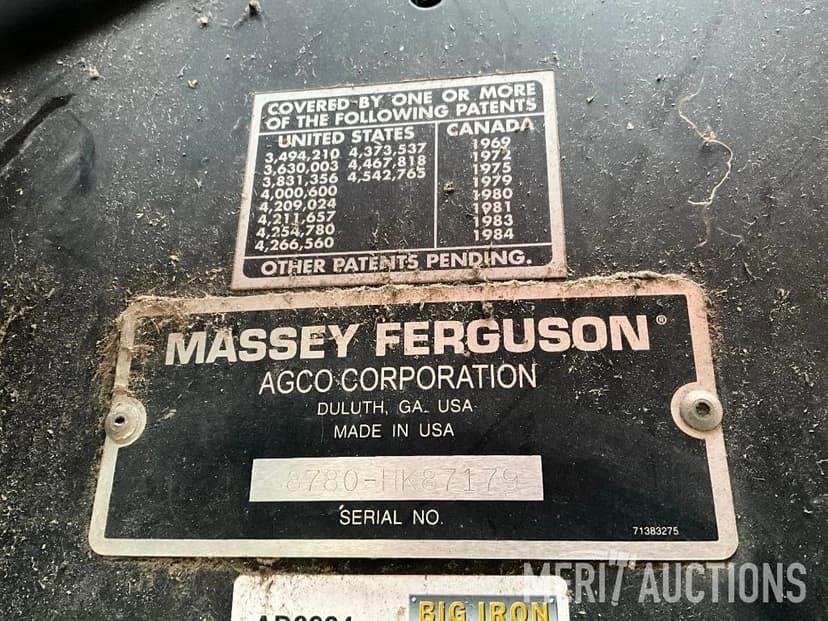 COVERED BY ONE OR MORE
OF THE FOLLOWING PATENTS
UNITED STATES
3,494,210 4,373,537
3,630,003 4,467,818
3,831,356 4,542,765
4,000,600
4,209,024
4,211,657
4,254,780
4,266,560
CANADA
1969
1972
1975
1979
1980
1981
1983
1984
OTHER PATENTS PENDING.
MASSEY FERGUSON®
AGCO CORPORATION
DULUTH, GA. USA
MADE IN USA
8780-HK87179
SERIAL NO.
71383275
MERIT AUCTIONS
BIG IRON